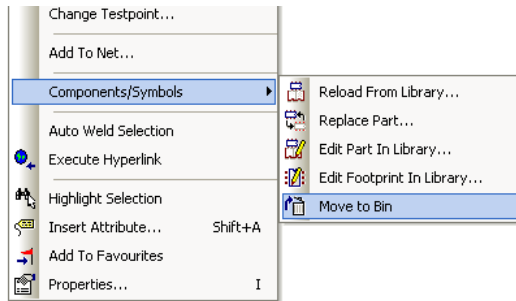 Change Testpoint...
Add To Net...
Components/Symbols
Auto Weld Selection
Execute Hyperlink
Highlight Selection
Insert Attribute... Shift+A
Add To Favourites
Properties... I
Reload From Library...
Replace Part...
Edit Part In Library...
Edit Footprint In Library...
Move to Bin